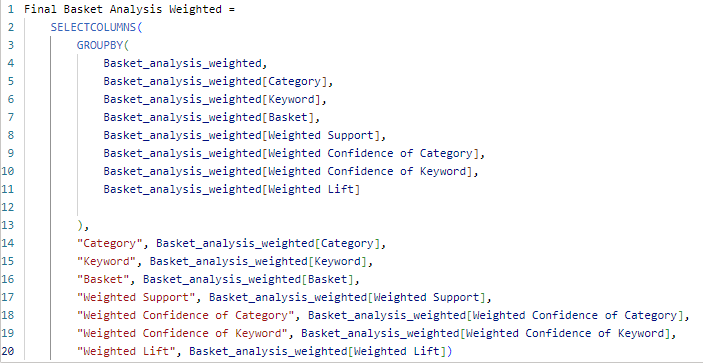 1 Final Basket Analysis Weighted =
2 SELECTCOLUMNS(
3 GROUPBY(
4 Basket_analysis_weighted,
5 Basket_analysis_weighted[Category],
6 Basket_analysis_weighted[Keyword],
7 Basket_analysis_weighted[Basket],
8 Basket_analysis_weighted[Weighted Support],
9 Basket_analysis_weighted[Weighted Confidence of Category],
10 Basket_analysis_weighted[Weighted Confidence of Keyword],
11 Basket_analysis_weighted[Weighted Lift]
12
13 ),
14 "Category", Basket_analysis_weighted[Category],
15 "Keyword", Basket_analysis_weighted[Keyword],
16 "Basket", Basket_analysis_weighted[Basket],
17 "Weighted Support", Basket_analysis_weighted[Weighted Support],
18 "Weighted Confidence of Category", Basket_analysis_weighted[Weighted Confidence of Category],
19 "Weighted Confidence of Keyword", Basket_analysis_weighted[Weighted Confidence of Keyword],
20 "Weighted Lift", Basket_analysis_weighted[Weighted Lift])